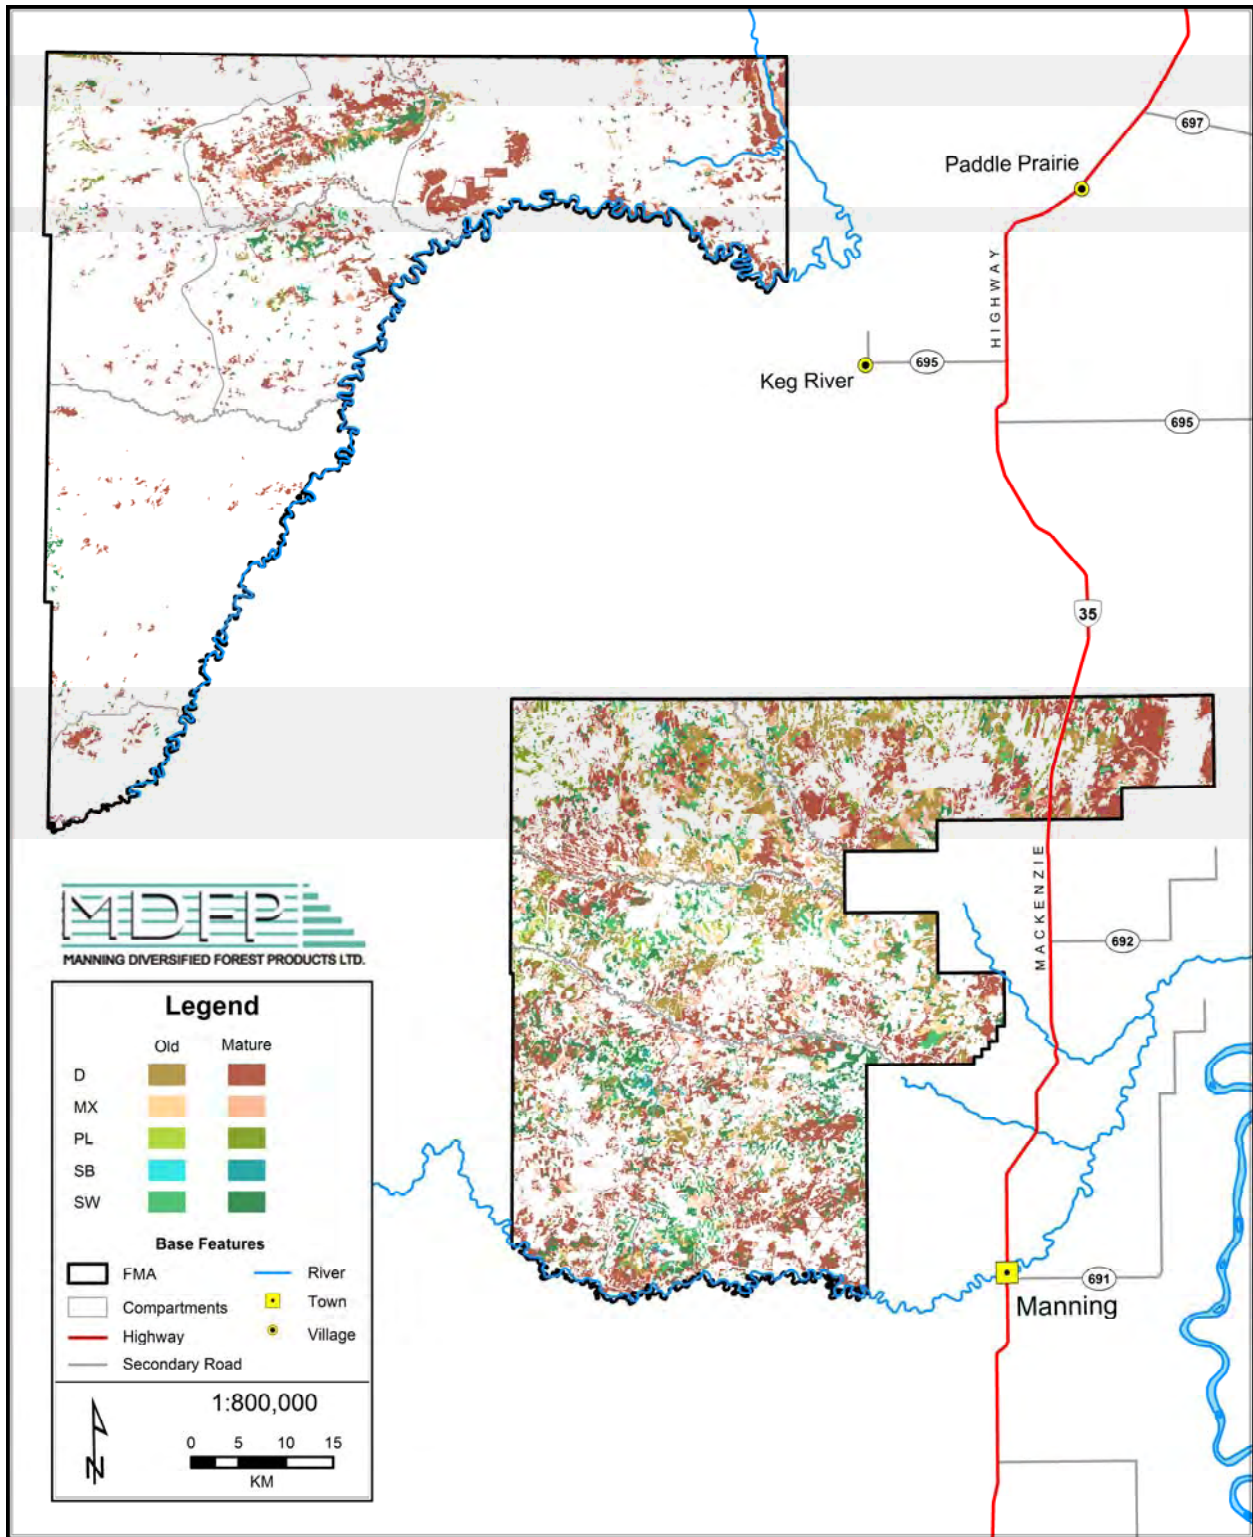 697
Paddle Prairie
HIGHWAY
695
Keg River
695
35
MACKENZIE
692
MDFP
MANNING DIVERSIFIED FOREST PRODUCTS LTD.
Legend
Old Mature
D
MX
PL
SB
SW
Base Features
FMA River
Compartments Town
Highway Village
Secondary Road
1:800,000
0 5 10 15
KM
N
691
Manning